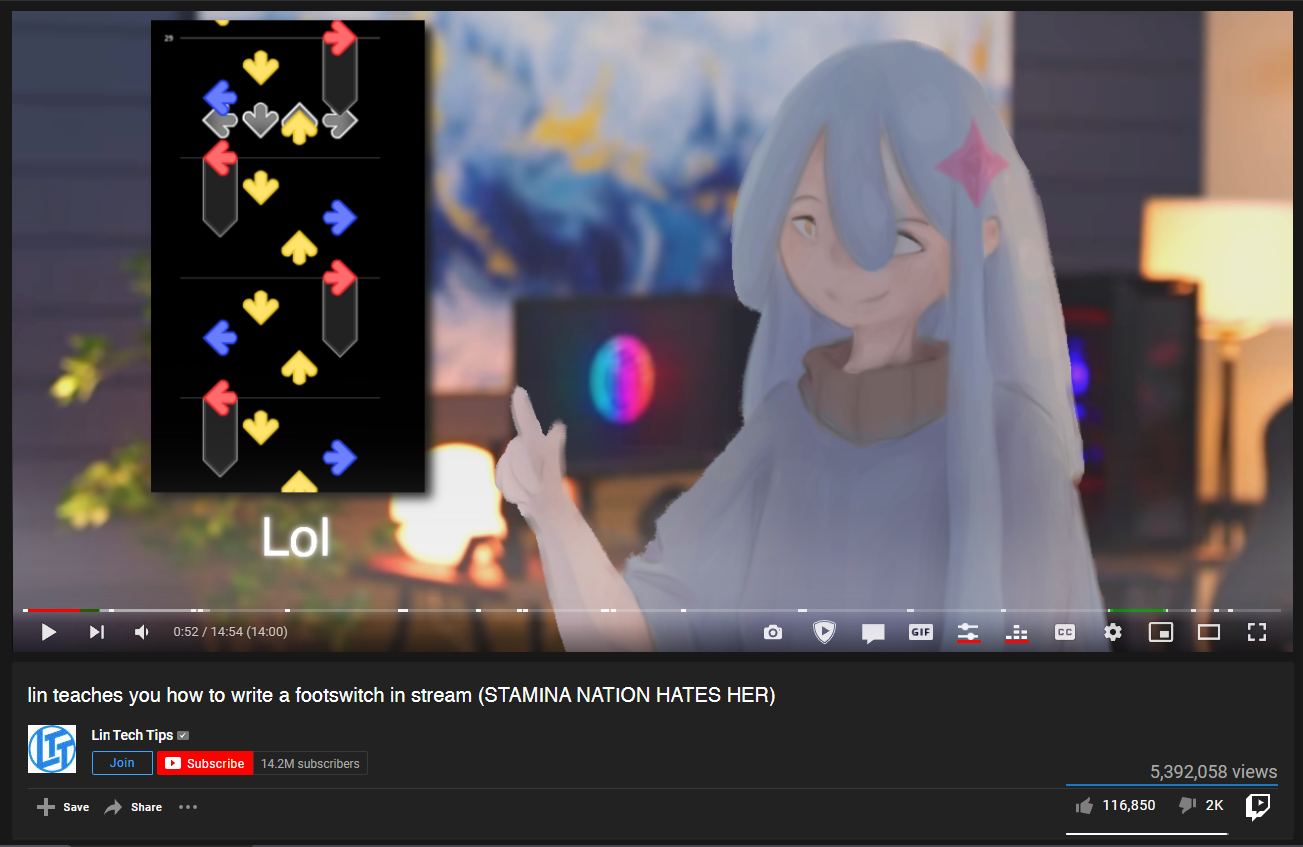 29
Lol
0:52 / 14:54 (14:00)
GIF
CC
lin teaches you how to write a footswitch in stream (STAMINA NATION HATES HER)
LTT
Lin Tech Tips
Join
Subscribe
14.2M subscribers
5,392,058 views
Save
Share
116,850
2K